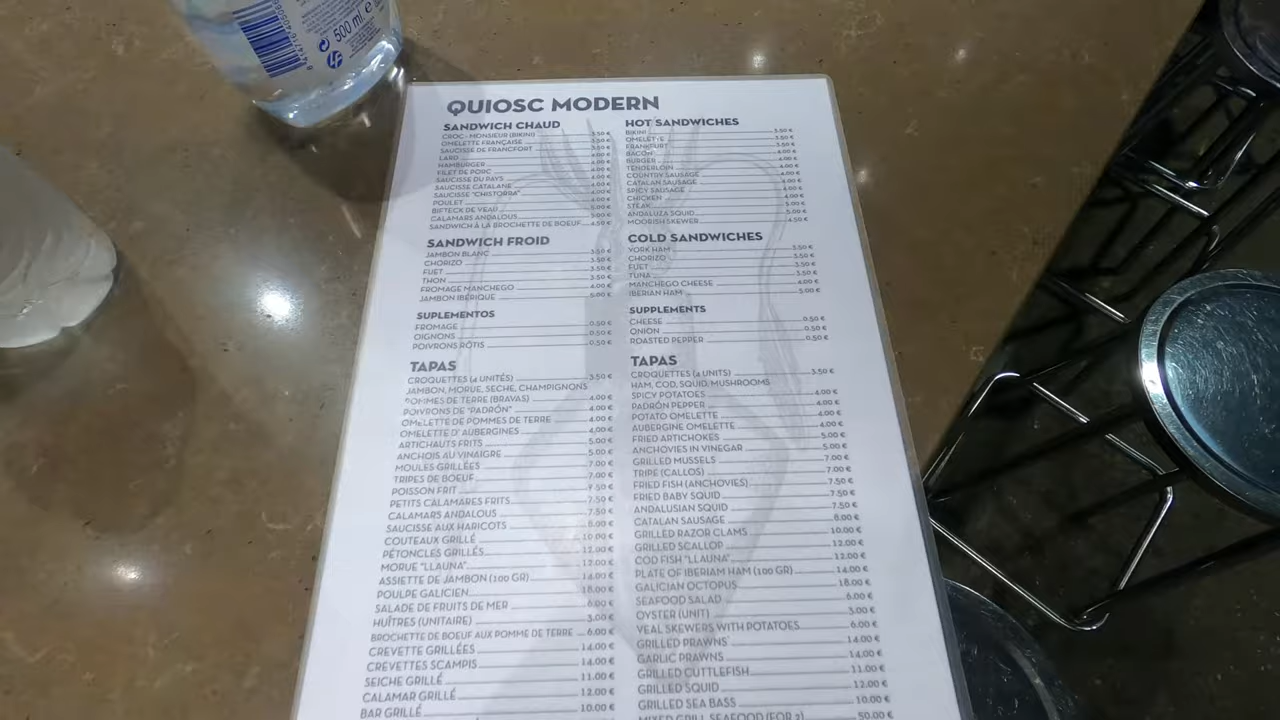 500 ml e
QUIOSC MODERN
SANDWICH CHAUD
CROC - MONSIEUR (BIKINI) 3.50 €
OMELETTE FRANÇAISE 3.50 €
SAUCISSE DE FRANCFORT 3.50 €
LARD 4.00 €
HAMBURGER 4.00 €
FILET DE PORC 4.00 €
SAUCISSE DU PAYS 4.00 €
SAUCISSE CATALANE 4.00 €
SAUCISSE "CHISTORRA" 4.00 €
POULET 4.00 €
BIFTECK DE VEAU 5.00 €
CALAMARS ANDALOUS 5.00 €
SANDWICH À LA BROCHETTE DE BOEUF 4.50 €
SANDWICH FROID
JAMBON BLANC 3.50 €
CHORIZO 3.50 €
FUET 3.50 €
THON 3.50 €
FROMAGE MANCHEGO 4.00 €
JAMBON IBÉRIQUE 5.00 €
SUPLEMENTOS
FROMAGE 0.50 €
OIGNONS 0.50 €
POIVRONS RÔTIS 0.50 €
TAPAS
CROQUETTES (4 UNITÉS) 3.50 €
JAMBON, MORUE, SECHE, CHAMPIGNONS
POMMES DE TERRE (BRAVAS) 4.00 €
POIVRONS DE "PADRÓN" 4.00 €
OMELETTE DE POMMES DE TERRE 4.00 €
OMELETTE D' AUBERGINES 4.00 €
ARTICHAUTS FRITS 5.00 €
ANCHOIS AU VINAIGRE 5.00 €
MOULES GRILLÉES 7.00 €
TRIPES DE BOEUF 7.00 €
POISSON FRIT 7.50 €
PETITS CALAMARES FRITS 7.50 €
CALAMARS ANDALOUS 7.50 €
SAUCISSE AUX HARICOTS 8.00 €
COUTEAUX GRILLÉ 10.00 €
PÉTONCLES GRILLÉS 12.00 €
MORUE "LLAUNA" 12.00 €
ASSIETTE DE JAMBON (100 GR) 14.00 €
POULPE GALICIEN 18.00 €
SALADE DE FRUITS DE MER 6.00 €
HUÎTRES (UNITAIRE) 3,00 €
BROCHETTE DE BOEUF AUX POMME DE TERRE 6.00 €
CREVETTE GRILLÉES 14.00 €
CREVETTES SCAMPIS 14.00 €
SEICHE GRILLÉ 11.00 €
CALAMAR GRILLÉ 12.00 €
BAR GRILLÉ 10.00 €
HOT SANDWICHES
BIKINI 3.50 €
OMELETTE 3.50 €
FRANKFURT 3.50 €
BACON 4.00 €
BURGER 4.00 €
TENDERLOIN 4.00 €
COUNTRY SAUSAGE 4.00 €
CATALAN SAUSAGE 4.00 €
SPICY SAUSAGE 4.00 €
CHICKEN 4.00 €
STEAK 5.00 €
ANDALUZA SQUID 5.00 €
MOORISH SKEWER 4.50 €
COLD SANDWICHES
YORK HAM 3.50 €
CHORIZO 3.50 €
FUET 3.50 €
TUNA 3.50 €
MANCHEGO CHEESE 4.00 €
IBERIAN HAM 5.00 €
SUPPLEMENTS
CHEESE 0.50 €
ONION 0.50 €
ROASTED PEPPER 0.50 €
TAPAS
CROQUETTES (4 UNITS) 3.50 €
HAM, COD, SQUID, MUSHROOMS
SPICY POTATOES 4.00 €
PADRÓN PEPPER 4.00 €
POTATO OMELETTE 4.00 €
AUBERGINE OMELETTE 4.00 €
FRIED ARTICHOKES 5.00 €
ANCHOVIES IN VINEGAR 5.00 €
GRILLED MUSSELS 7.00 €
TRIPE (CALLOS) 7.00 €
FRIED FISH (ANCHOVIES) 7.50 €
FRIED BABY SQUID 7.50 €
ANDALUSIAN SQUID 7.50 €
CATALAN SAUSAGE 8.00 €
GRILLED RAZOR CLAMS 10.00 €
GRILLED SCALLOP 12.00 €
COD FISH "LLAUNA" 12.00 €
PLATE OF IBERIAM HAM (100 GR) 14.00 €
GALICIAN OCTOPUS 18.00 €
SEAFOOD SALAD 6.00 €
OYSTER (UNIT) 3.00 €
VEAL SKEWERS WITH POTATOES 6.00 €
GRILLED PRAWNS 14.00 €
GARLIC PRAWNS 14.00 €
GRILLED CUTTLEFISH 11.00 €
GRILLED SQUID 12.00 €
GRILLED SEA BASS 10.00 €
MIXED GRILL SEAFOOD (FOR 2) 50.00 €